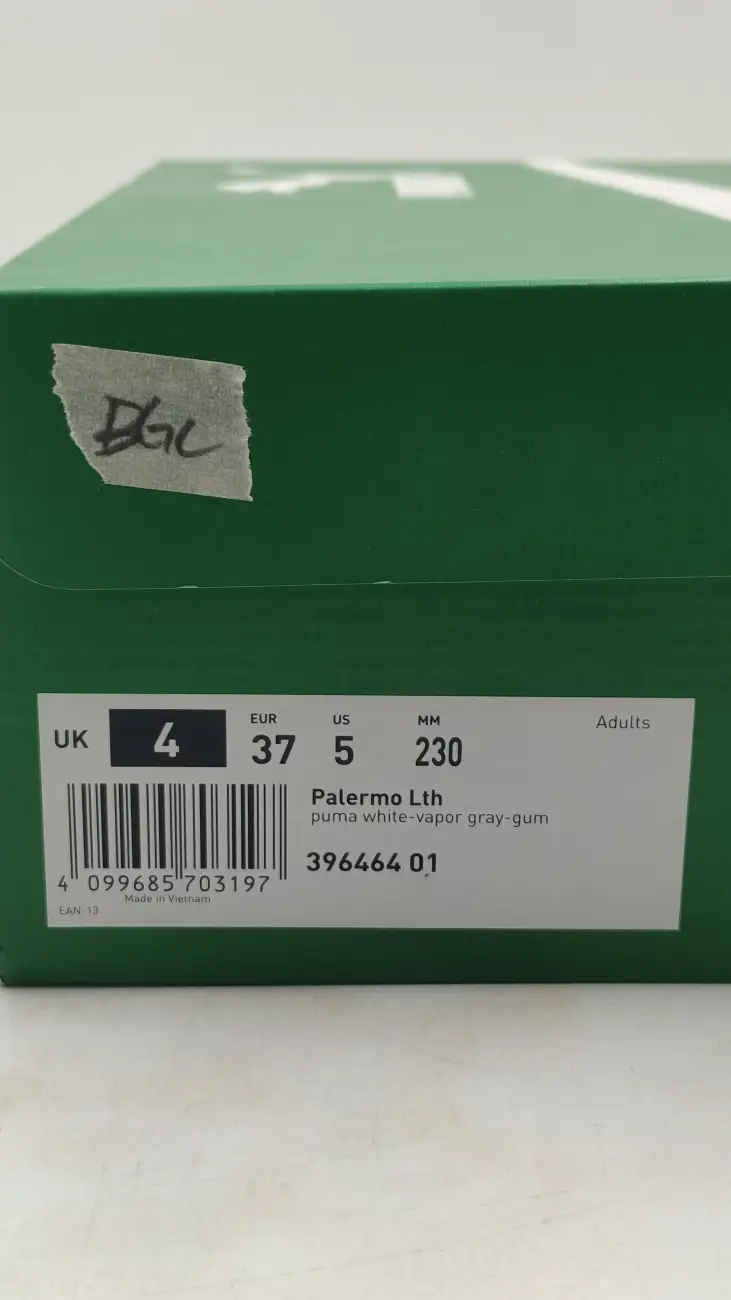 BGC
UK 4 EUR 37 US 5 MM 230 Adults
Palermo Lth
puma white-vapor gray-gum
396464 01
4 099685 703197
Made in Vietnam
EAN-13